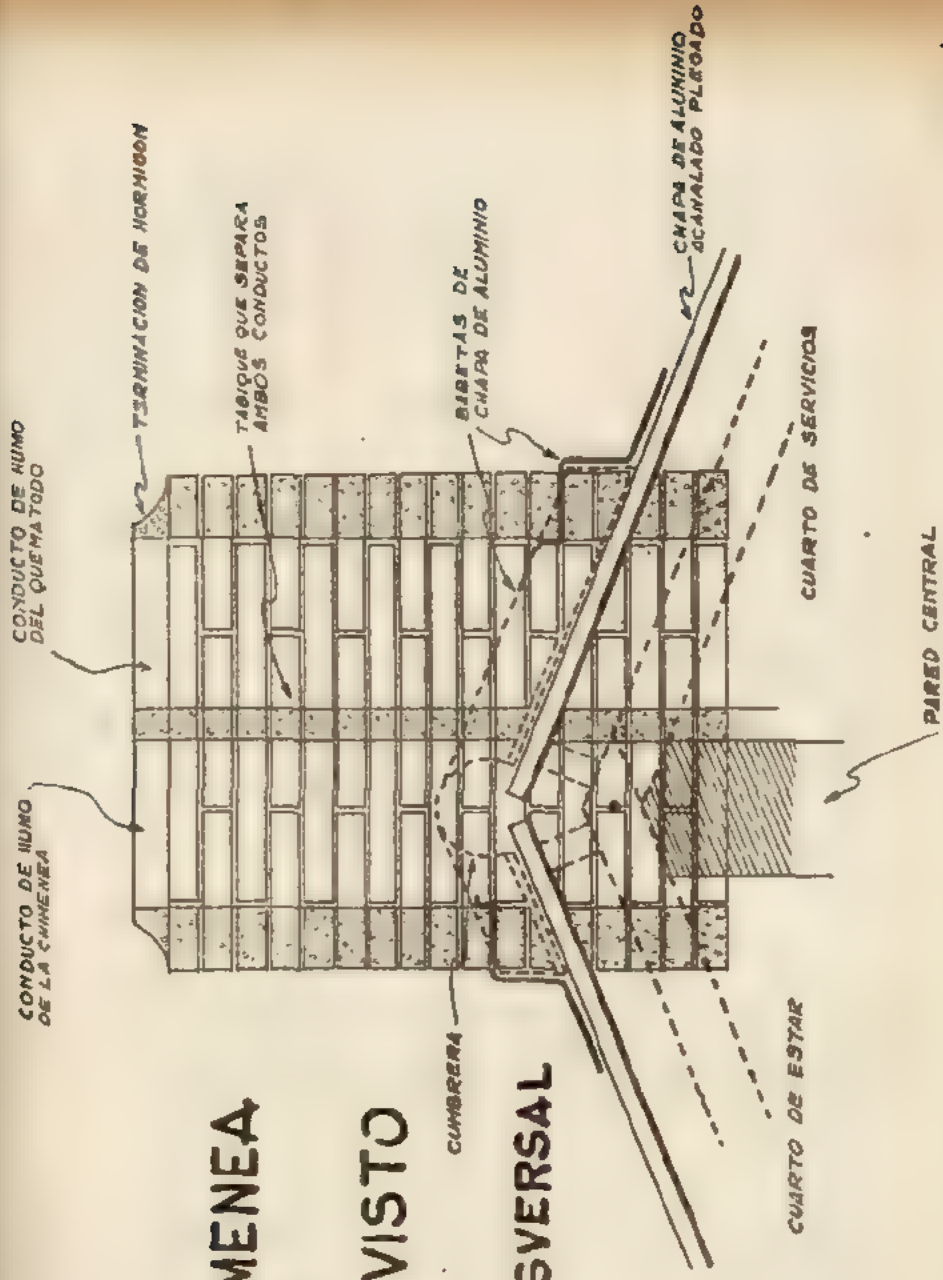 CONDUCTO DE HUMO
DE LA CHIMENEA
CONDUCTO DE HUMO
DEL QUEMATODO
TERMINACION DE HORMIGON
MENEA
TABIQUE QUE SEPARA
AMBOS CONDUCTOS
VISTO
CUMBRERA
BABETAS DE
CHAPA DE ALUMINIO
SVERSAL
CHAPA DE ALUMINIO
ACANALADO PLEGADO
CUARTO DE ESTAR
CUARTO DE SERVICIOS
PARED CENTRAL